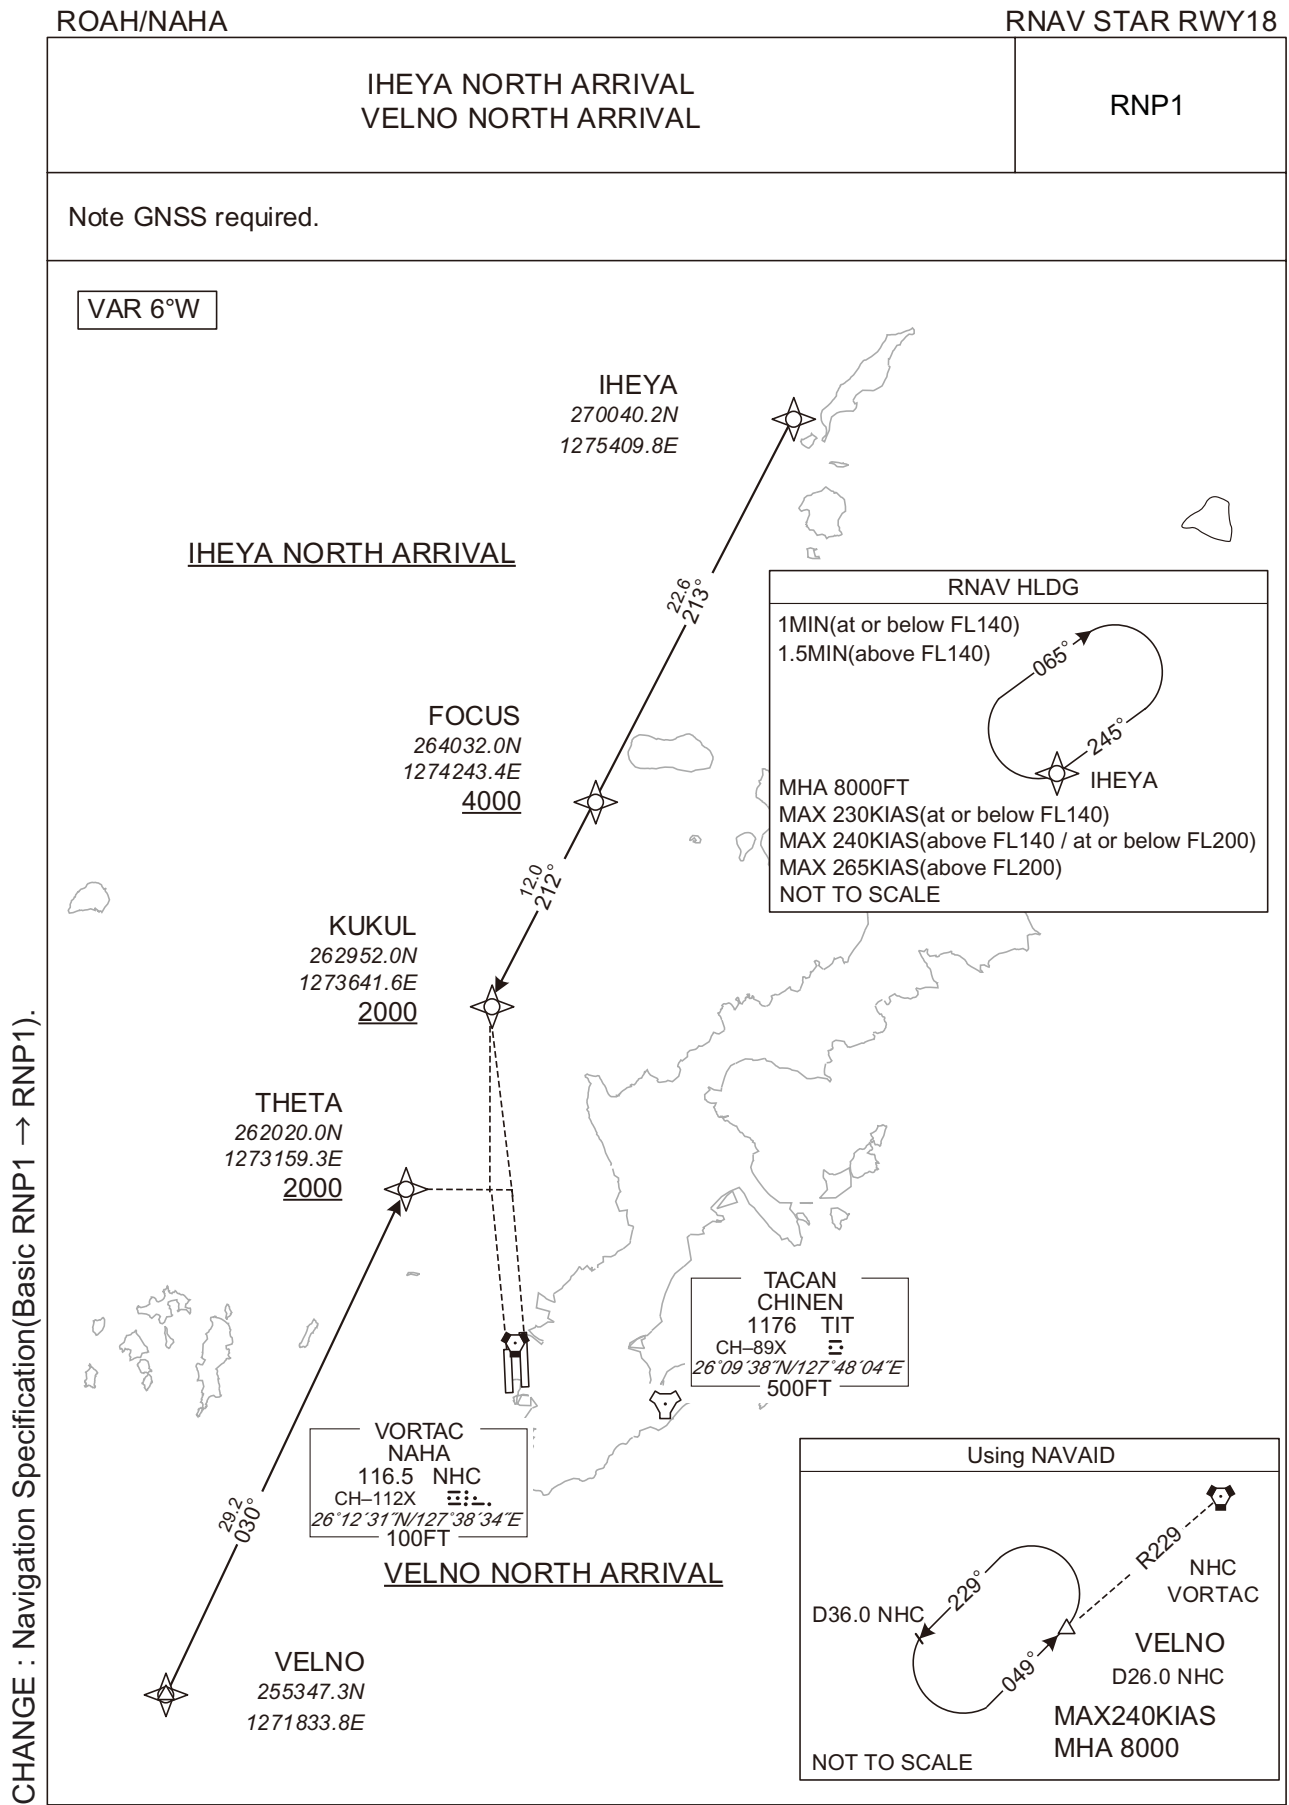 ROAH/NAHA
RNAV STAR RWY18
IHEYA NORTH ARRIVAL
VELNO NORTH ARRIVAL
RNP1
Note GNSS required.
VAR 6°W
IHEYA
270040.2N
1275409.8E
IHEYA NORTH ARRIVAL
22.6
213°
RNAV HLDG
1MIN(at or below FL140)
1.5MIN(above FL140)
065°
245°
IHEYA
MHA 8000FT
MAX 230KIAS(at or below FL140)
MAX 240KIAS(above FL140 / at or below FL200)
MAX 265KIAS(above FL200)
NOT TO SCALE
FOCUS
264032.0N
1274243.4E
4000
12.0
212°
KUKUL
262952.0N
1273641.6E
2000
THETA
262020.0N
1273159.3E
2000
TACAN
CHINEN
1176 TIT
CH–89X
26°09´38˝N/127°48´04˝E
500FT
VORTAC
NAHA
116.5 NHC
CH–112X
26°12´31˝N/127°38´34˝E
100FT
29.2
030°
VELNO NORTH ARRIVAL
VELNO
255347.3N
1271833.8E
Using NAVAID
R229
NHC
VORTAC
229°
D36.0 NHC
049°
VELNO
D26.0 NHC
MAX240KIAS
MHA 8000
NOT TO SCALE
CHANGE : Navigation Specification(Basic RNP1 → RNP1).